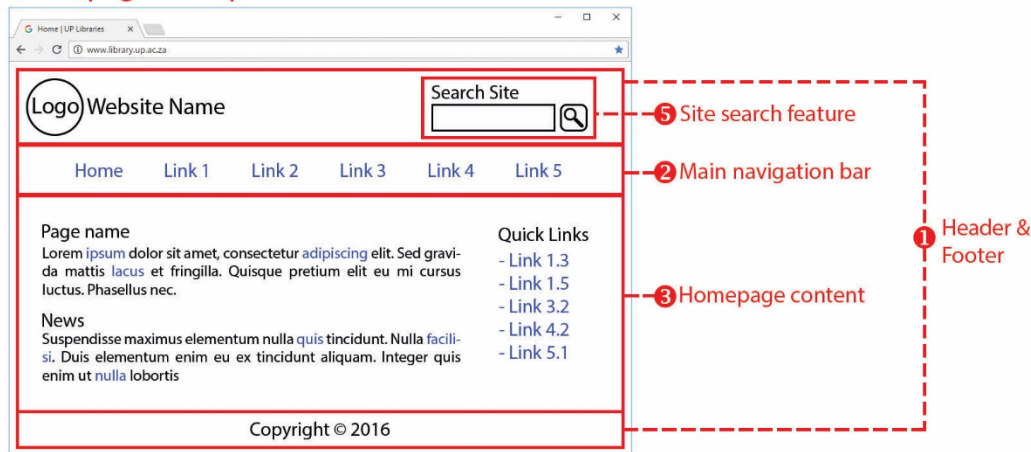 Home | UP Libraries
www.library.up.ac.za
Logo Website Name
Search Site
❺ Site search feature
Home Link 1 Link 2 Link 3 Link 4 Link 5
❷ Main navigation bar
❶ Header &
Footer
Page name
Lorem ipsum dolor sit amet, consectetur adipiscing elit. Sed gravi-
da mattis lacus et fringilla. Quisque pretium elit eu mi cursus
luctus. Phasellus nec.
News
Suspendisse maximus elementum nulla quis tincidunt. Nulla facili-
si. Duis elementum enim eu ex tincidunt aliquam. Integer quis
enim ut nulla lobortis
Quick Links
- Link 1.3
- Link 1.5
- Link 3.2
- Link 4.2
- Link 5.1
❸ Homepage content
Copyright © 2016